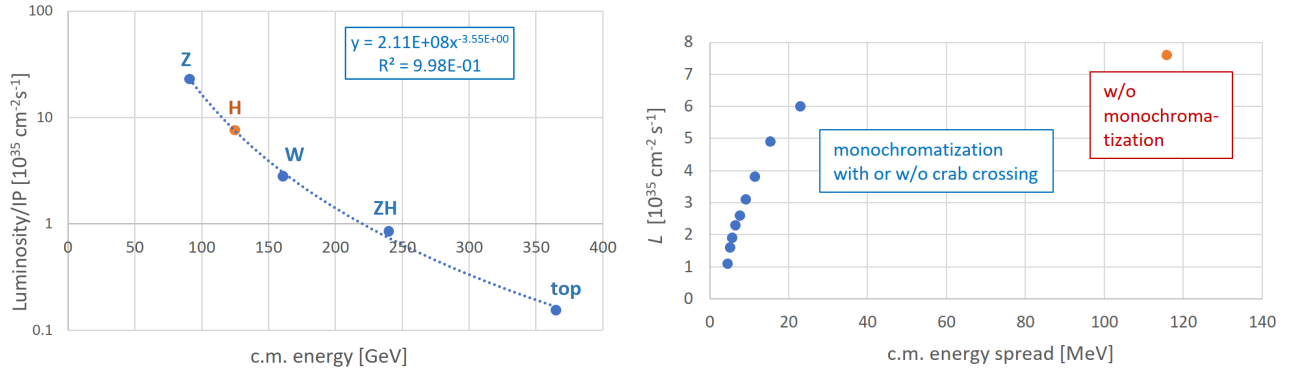 100
10
1
0.1
Luminosity/IP [10³⁵ cm⁻²s⁻¹]
y = 2.11E+08x⁻³·⁵⁵ᴱ⁺⁰⁰
R² = 9.98E-01
Z
H
W
ZH
top
0 50 100 150 200 250 300 350 400
c.m. energy [GeV]
8
7
6
5
4
3
2
1
0
L [10³⁵ cm⁻² s⁻¹]
w/o
monochroma-
tization
monochromatization
with or w/o crab crossing
0 20 40 60 80 100 120 140
c.m. energy spread [MeV]